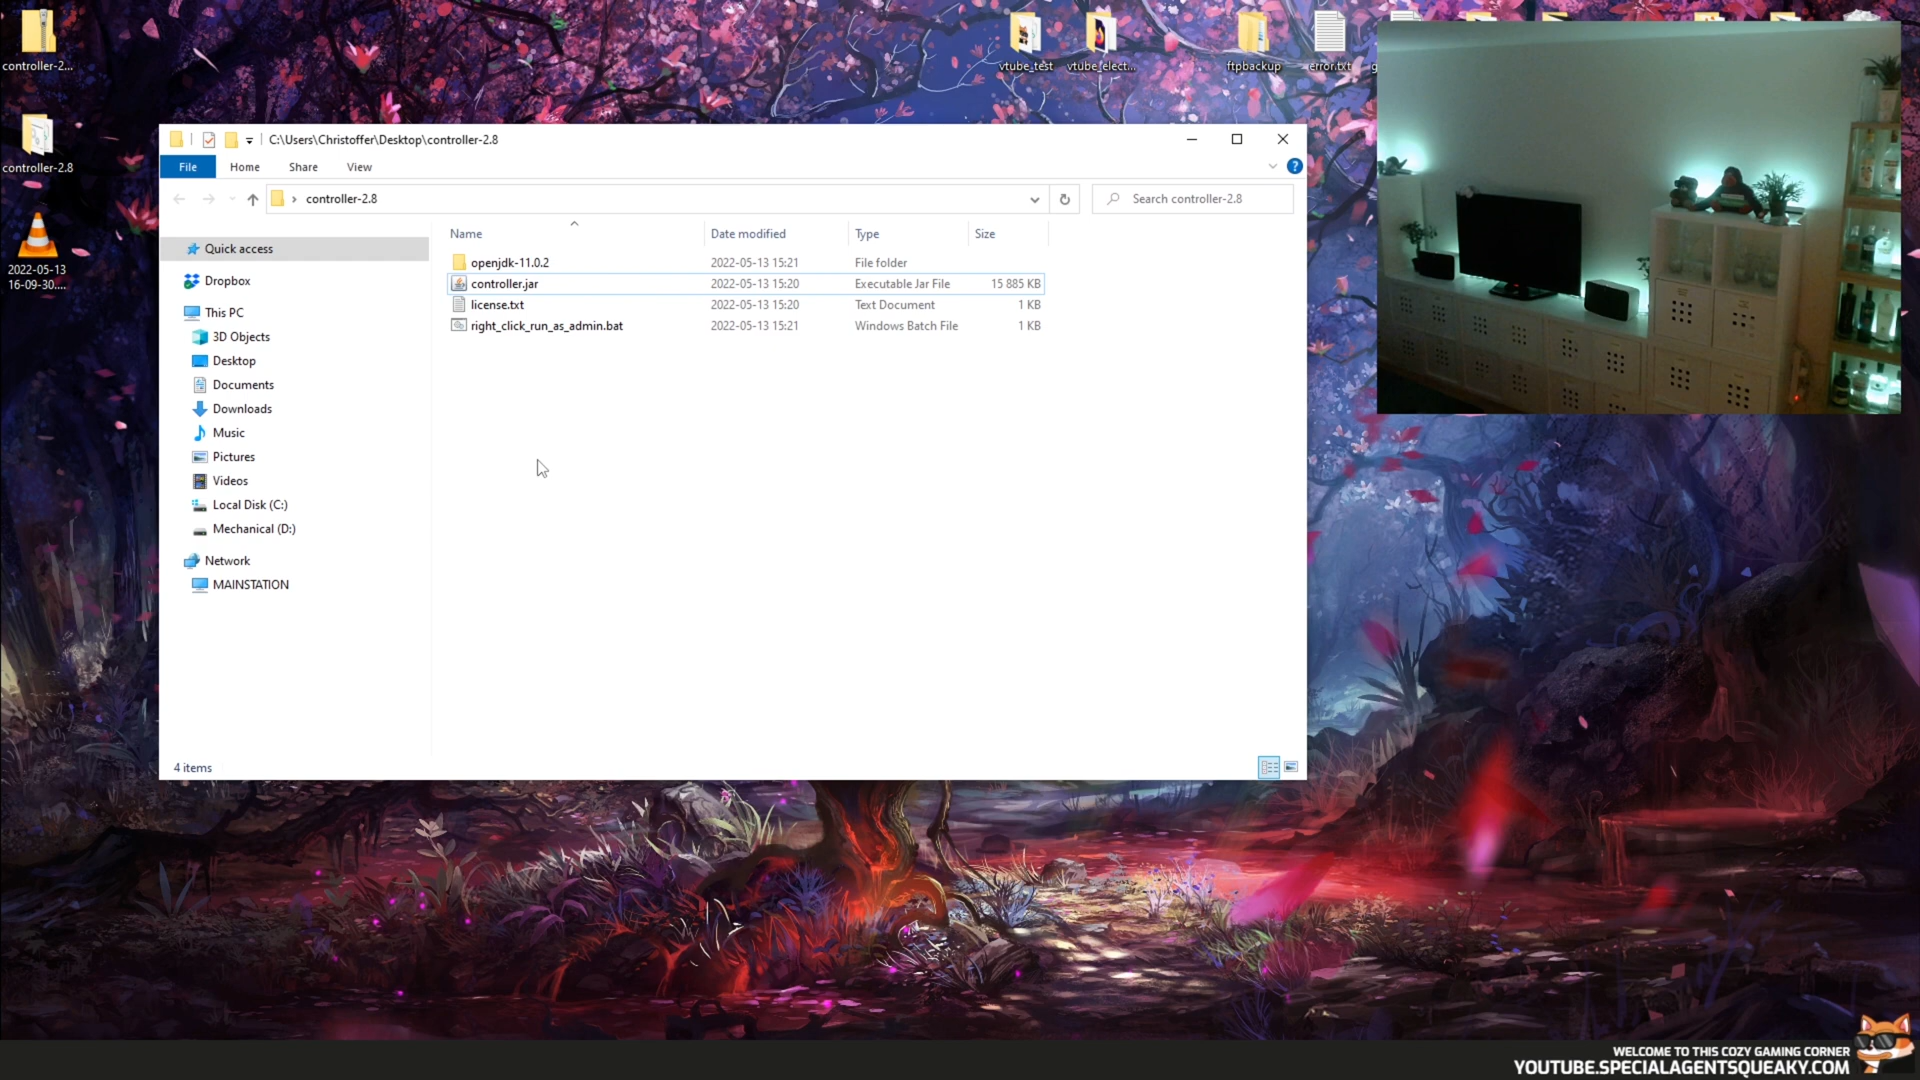 controller-2...
controller-2.8
2022-05-13
16-09-30....
vtube_test
vtube_elect...
ftpbackup
error.txt
C:\Users\Christoffer\Desktop\controller-2.8
File
Home
Share
View
controller-2.8
Search controller-2.8
Quick access
Dropbox
This PC
3D Objects
Desktop
Documents
Downloads
Music
Pictures
Videos
Local Disk (C:)
Mechanical (D:)
Network
MAINSTATION
Name Date modified Type Size
openjdk-11.0.2 2022-05-13 15:21 File folder
controller.jar 2022-05-13 15:20 Executable Jar File 15 885 KB
license.txt 2022-05-13 15:20 Text Document 1 KB
right_click_run_as_admin.bat 2022-05-13 15:21 Windows Batch File 1 KB
4 items
WELCOME TO THIS COZY GAMING CORNER
YOUTUBE.SPECIALAGENTSQUEAKY.COM